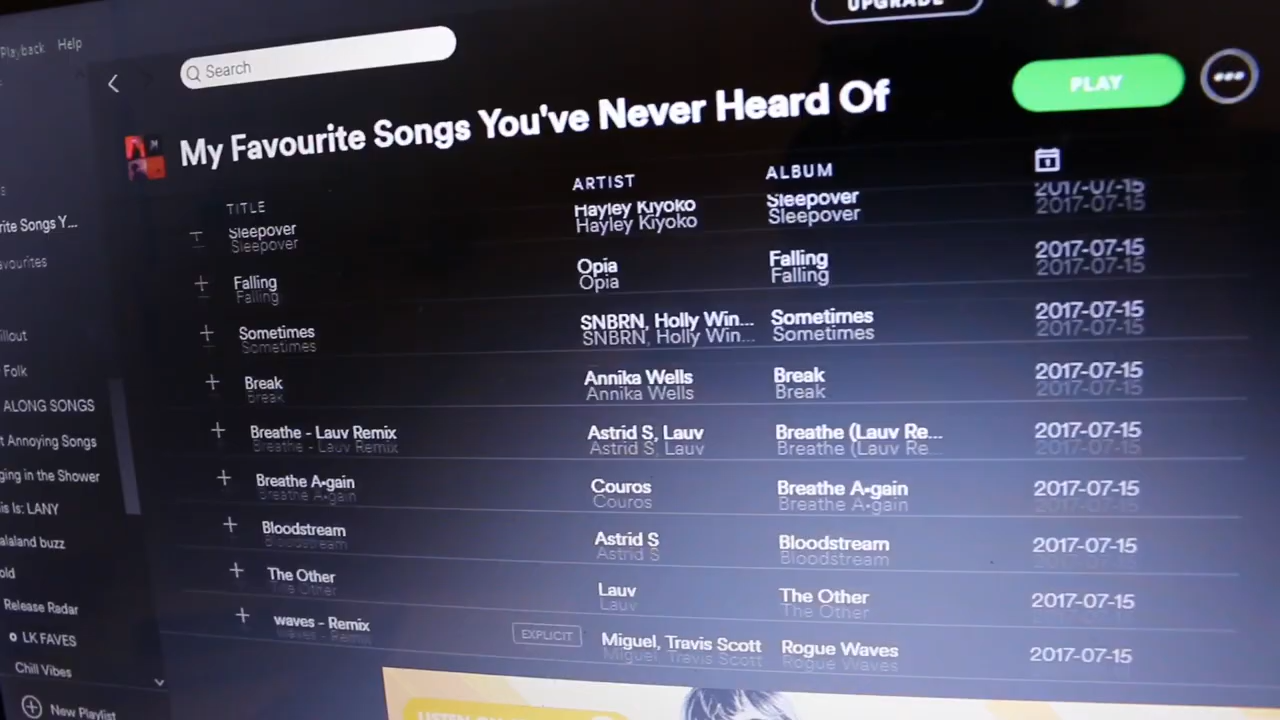 UPGRADE
Playback Help
Search
PLAY
My Favourite Songs You've Never Heard Of
TITLE ARTIST ALBUM
Sleepover Hayley Kiyoko Sleepover 2017-07-15
Falling Opia Falling 2017-07-15
Sometimes SNBRN, Holly Win... Sometimes 2017-07-15
Break Annika Wells Break 2017-07-15
Breathe - Lauv Remix Astrid S, Lauv Breathe (Lauv Re... 2017-07-15
Breathe A•gain Couros Breathe A•gain 2017-07-15
Bloodstream Astrid S Bloodstream 2017-07-15
The Other Lauv The Other 2017-07-15
waves - Remix EXPLICIT Miguel, Travis Scott Rogue Waves 2017-07-15
rite Songs Y...
avourites
illout
Folk
ALONG SONGS
t Annoying Songs
ging in the Shower
is Is: LANY
alaland buzz
old
Release Radar
LK FAVES
Chill Vibes
New Playlist
LISTEN ON